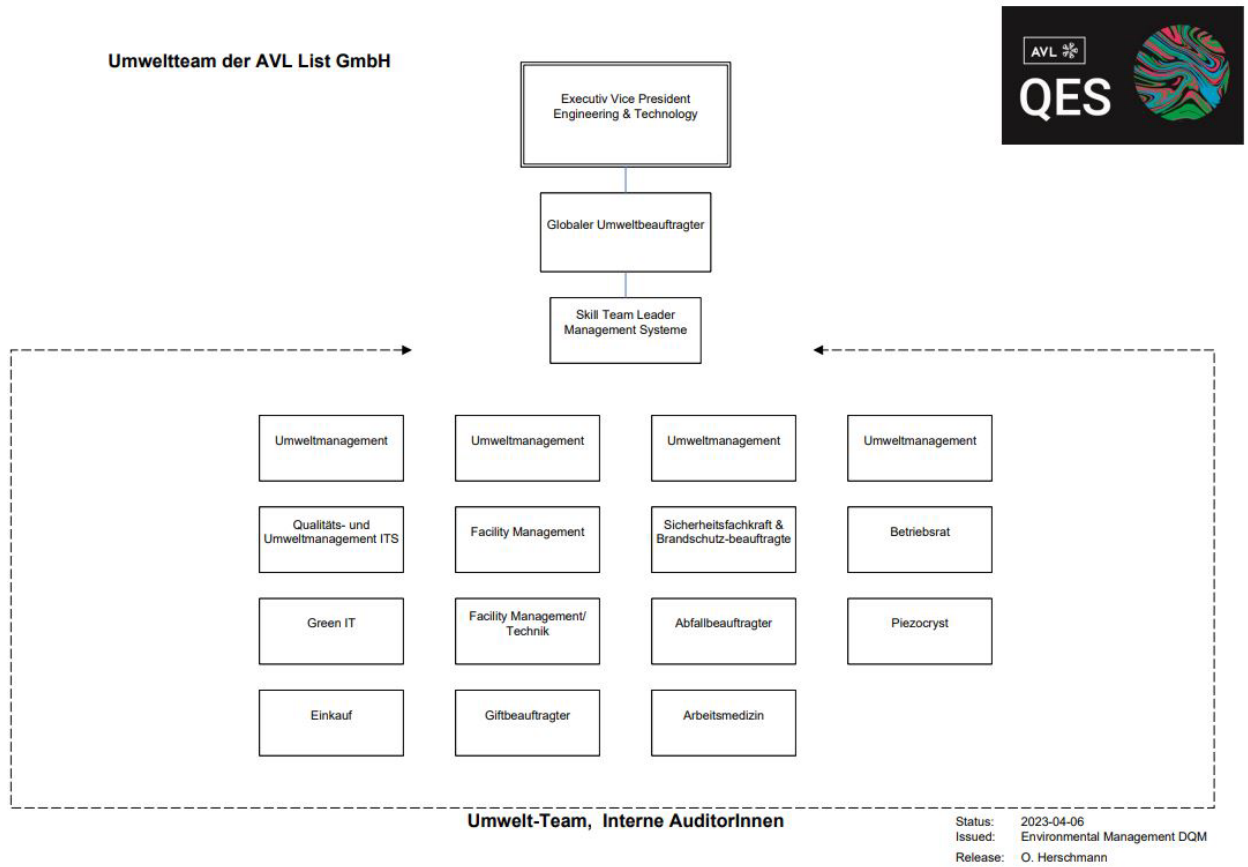 Umweltteam der AVL List GmbH
AVL
QES
Executiv Vice President
Engineering & Technology
Globaler Umweltbeauftragter
Skill Team Leader
Management Systeme
Umweltmanagement
Umweltmanagement
Umweltmanagement
Umweltmanagement
Qualitäts- und
Umweltmanagement ITS
Facility Management
Sicherheitsfachkraft &
Brandschutz-beauftragte
Betriebsrat
Green IT
Facility Management/
Technik
Abfallbeauftragter
Piezocryst
Einkauf
Giftbeauftragter
Arbeitsmedizin
Umwelt-Team, Interne AuditorInnen
Status: 2023-04-06
Issued: Environmental Management DQM
Release: O. Herschmann